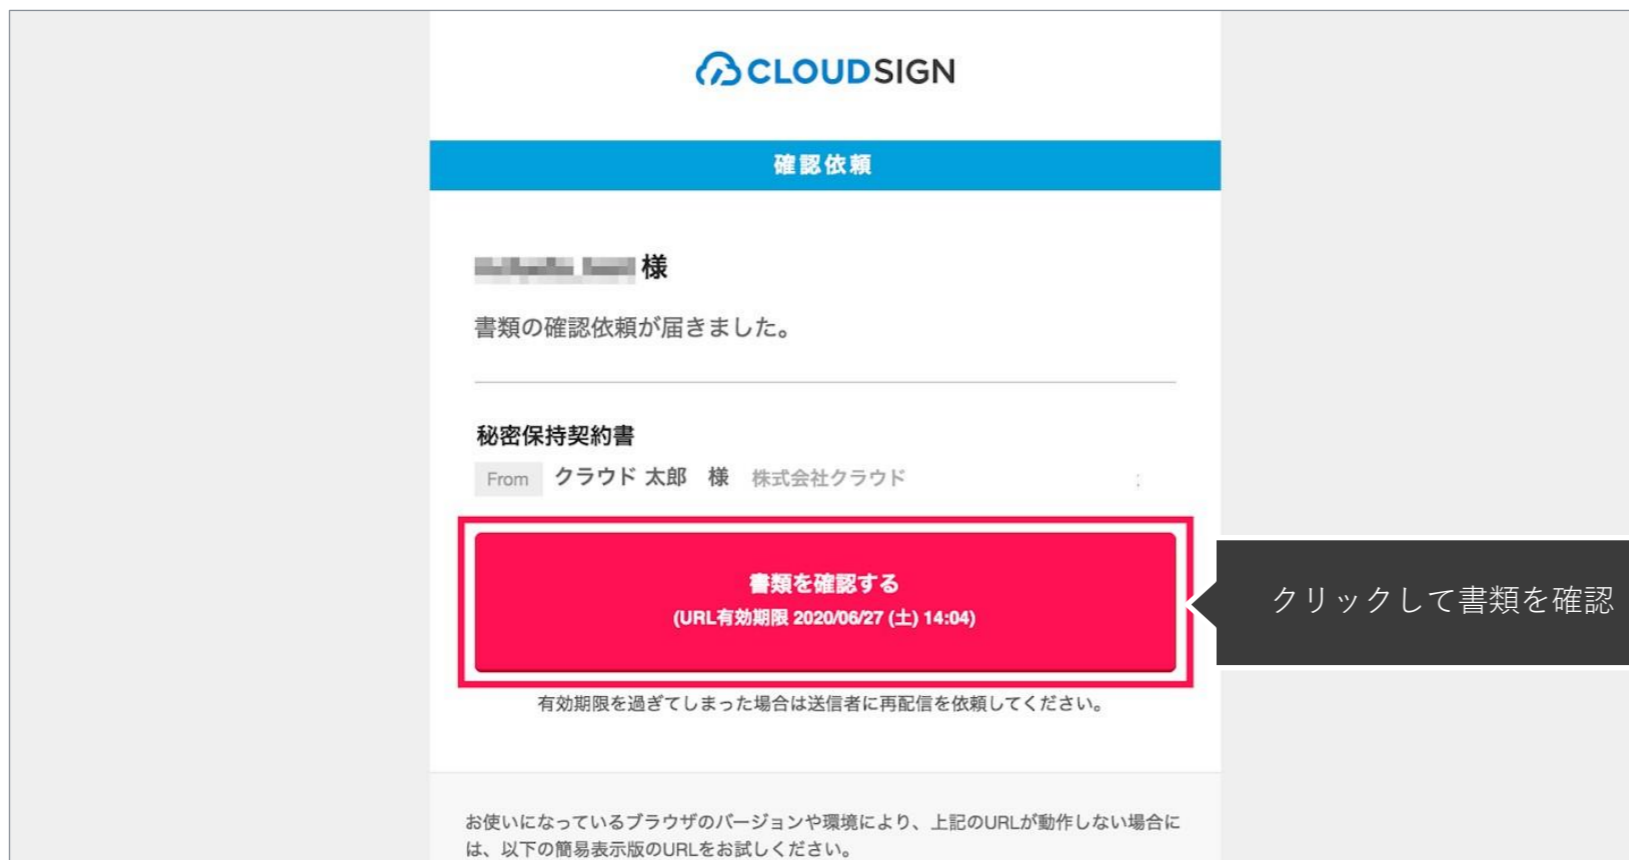 CLOUDSIGN
確認依頼
様
書類の確認依頼が届きました。
秘密保持契約書
From クラウド 太郎 様 株式会社クラウド
書類を確認する
(URL有効期限 2020/06/27 (土) 14:04)
クリックして書類を確認
有効期限を過ぎてしまった場合は送信者に再配信を依頼してください。
お使いになっているブラウザのバージョンや環境により、上記のURLが動作しない場合に
は、以下の簡易表示版のURLをお試しください。